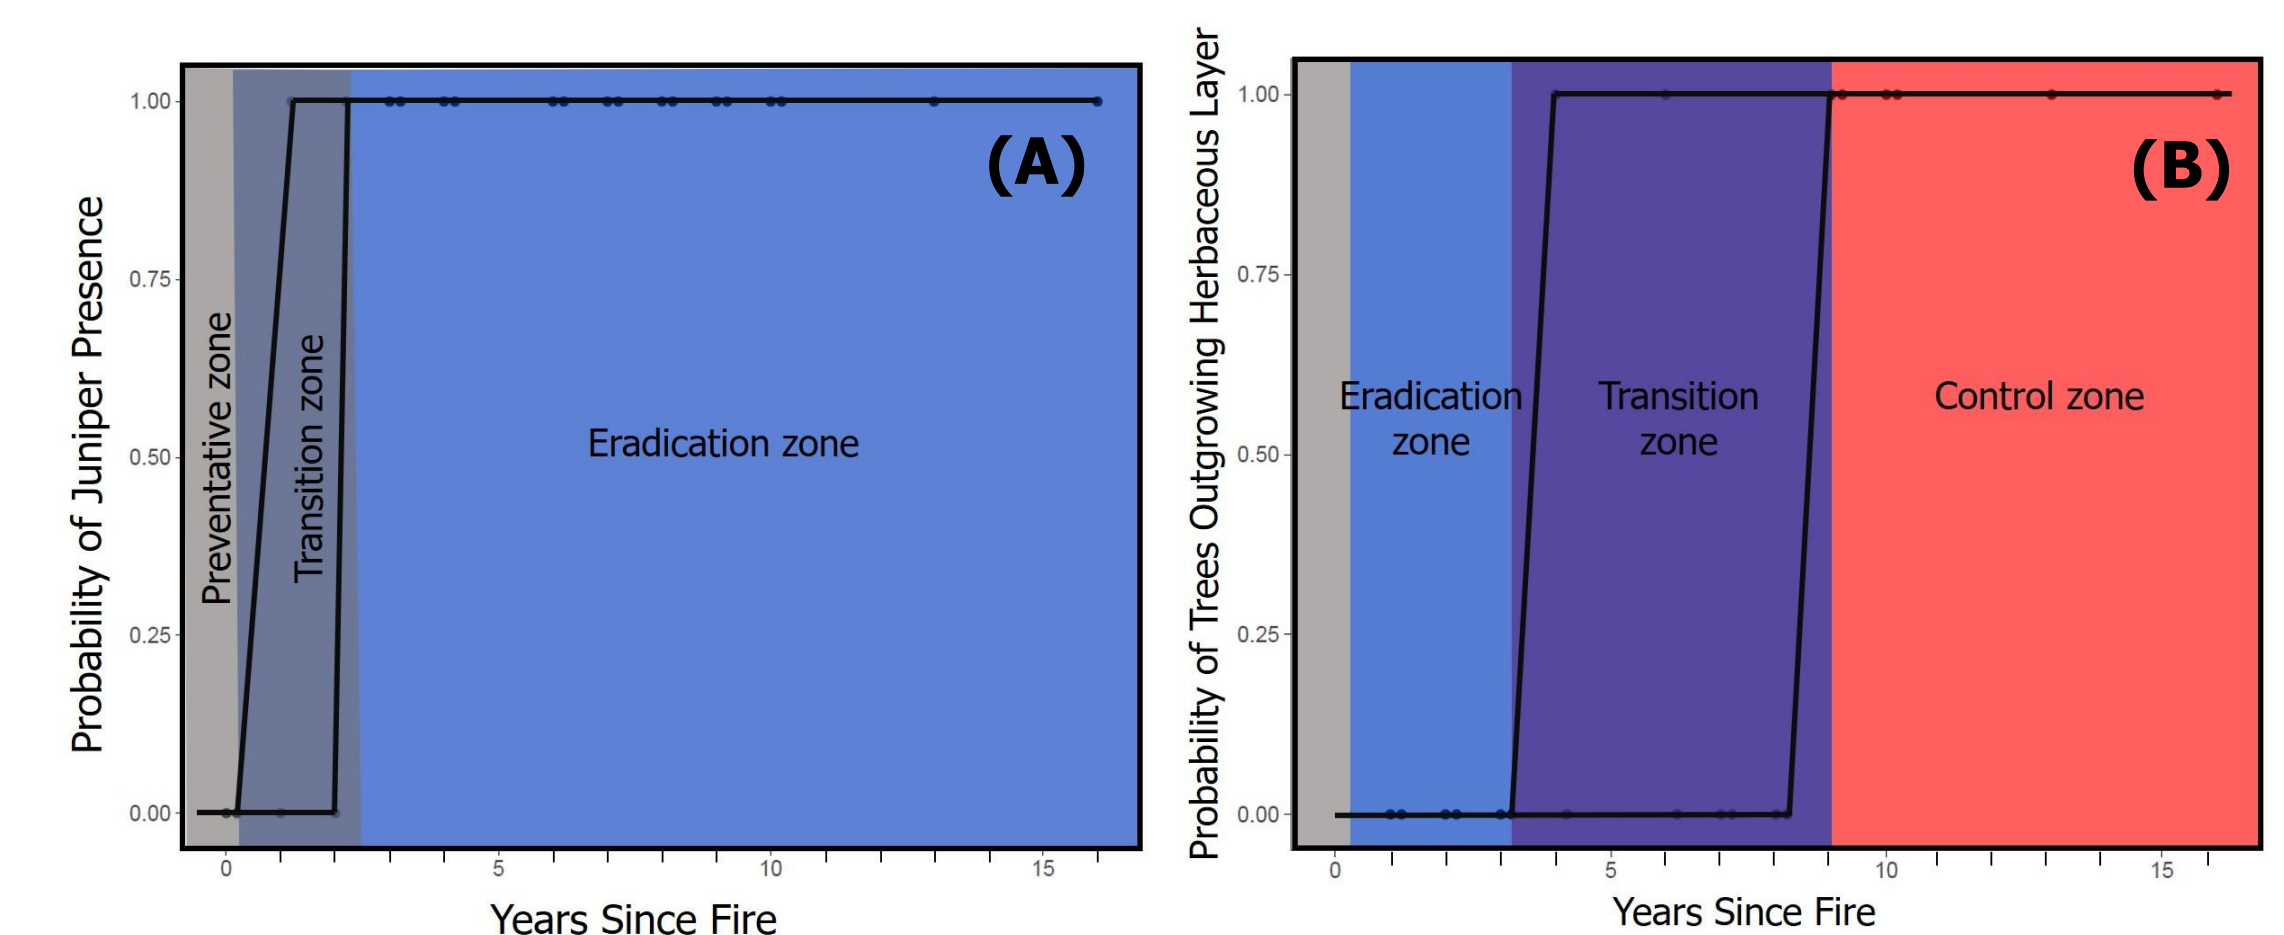 Probability of Juniper Presence
1.00
0.75
0.50
0.25
0.00
Preventative zone
Transition zone
Eradication zone
(A)
0
5
10
15
Years Since Fire
Probability of Trees Outgrowing Herbaceous Layer
1.00
0.75
0.50
0.25
0.00
Eradication
zone
Transition
zone
Control zone
(B)
0
5
10
15
Years Since Fire